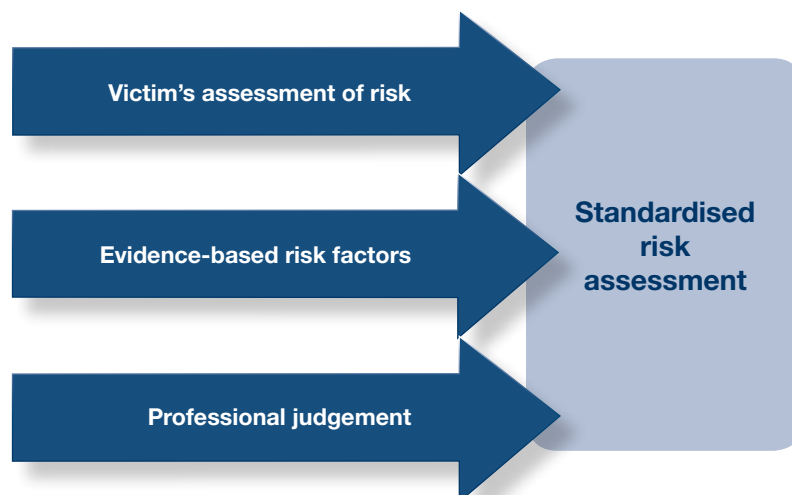 Victim’s assessment of risk
Evidence-based risk factors
Professional judgement
Standardised
risk
assessment